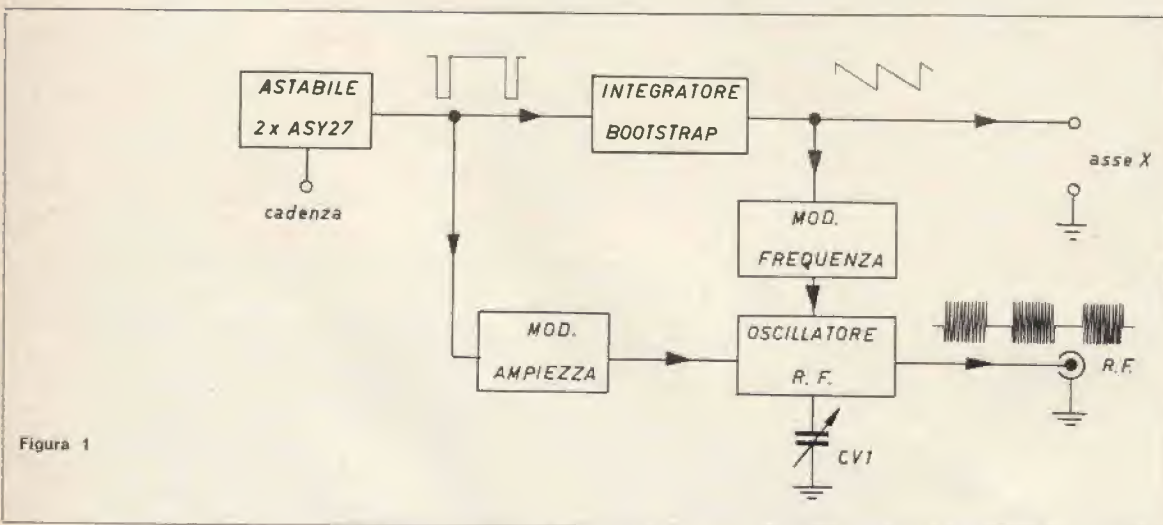 ASTABILE
2 x ASY27
cadenza
INTEGRATORE
BOOTSTRAP
asse X
MOD.
FREQUENZA
MOD.
AMPIEZZA
OSCILLATORE
R. F.
R.F.
CV1
Figura 1